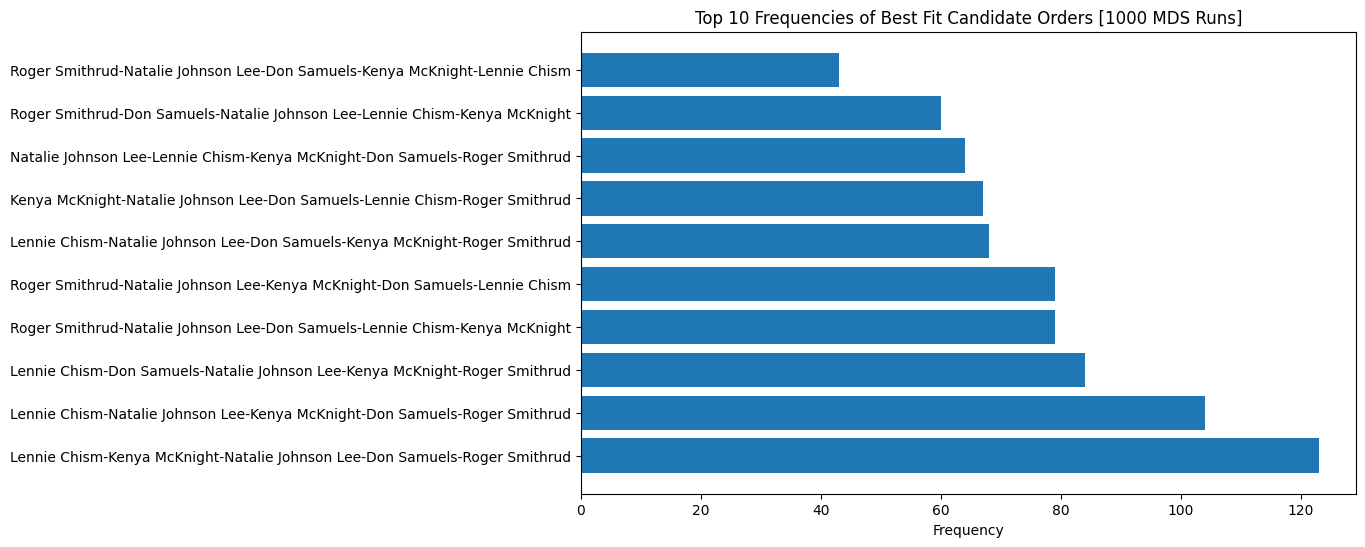 Top 10 Frequencies of Best Fit Candidate Orders [1000 MDS Runs]
Roger Smithrud-Natalie Johnson Lee-Don Samuels-Kenya McKnight-Lennie Chism
Roger Smithrud-Don Samuels-Natalie Johnson Lee-Lennie Chism-Kenya McKnight
Natalie Johnson Lee-Lennie Chism-Kenya McKnight-Don Samuels-Roger Smithrud
Kenya McKnight-Natalie Johnson Lee-Don Samuels-Lennie Chism-Roger Smithrud
Lennie Chism-Natalie Johnson Lee-Don Samuels-Kenya McKnight-Roger Smithrud
Roger Smithrud-Natalie Johnson Lee-Kenya McKnight-Don Samuels-Lennie Chism
Roger Smithrud-Natalie Johnson Lee-Don Samuels-Lennie Chism-Kenya McKnight
Lennie Chism-Don Samuels-Natalie Johnson Lee-Kenya McKnight-Roger Smithrud
Lennie Chism-Natalie Johnson Lee-Kenya McKnight-Don Samuels-Roger Smithrud
Lennie Chism-Kenya McKnight-Natalie Johnson Lee-Don Samuels-Roger Smithrud
0 20 40 60 80 100 120
Frequency